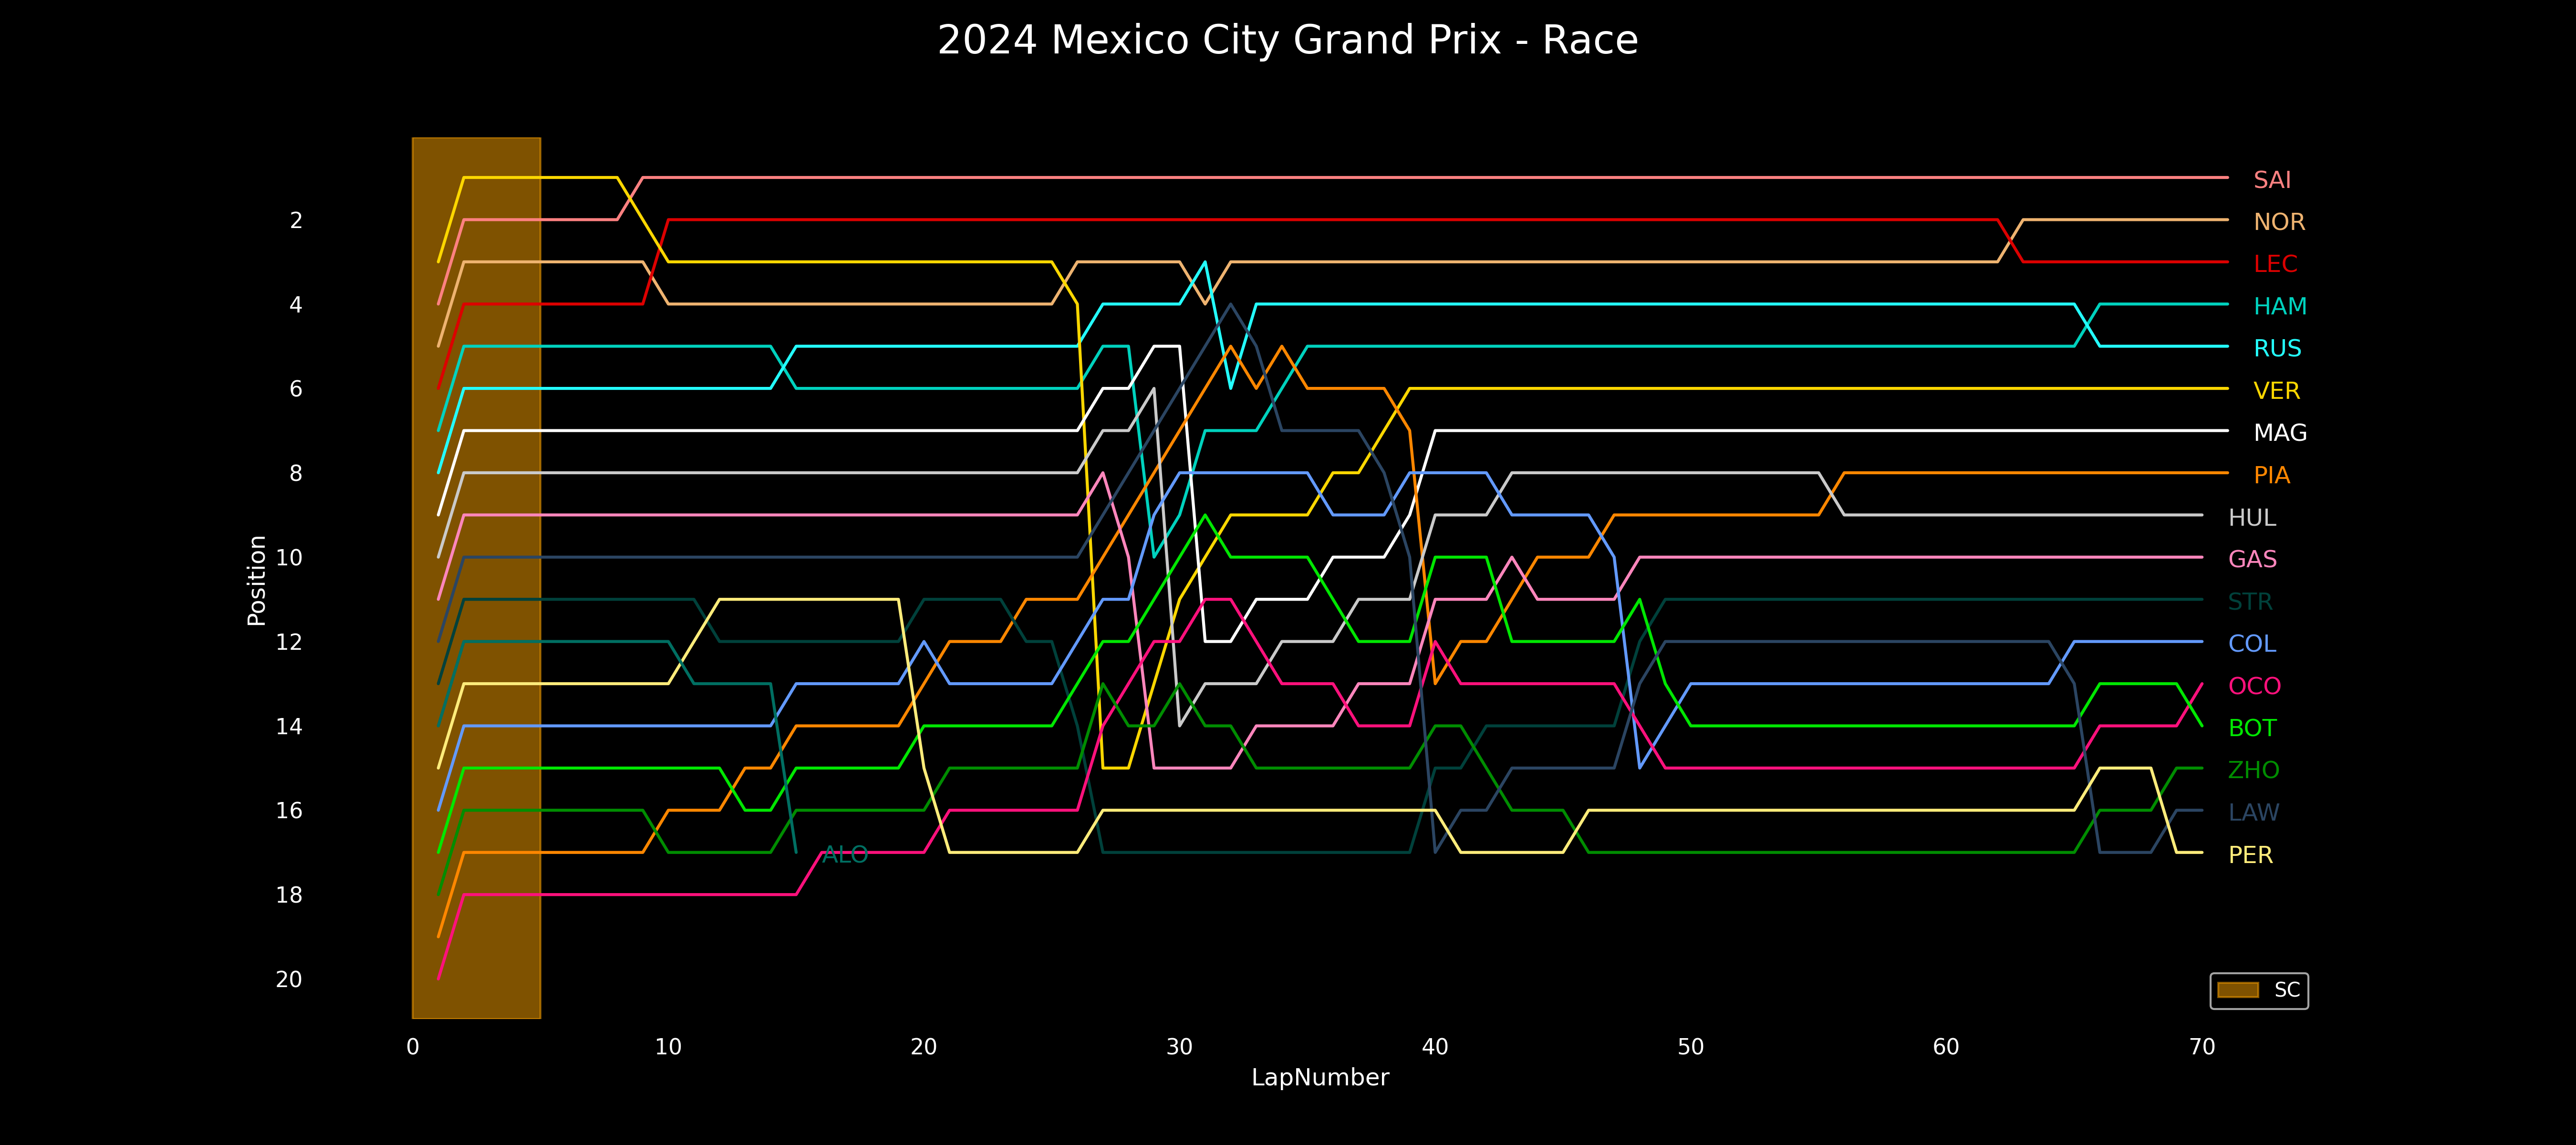 2024 Mexico City Grand Prix - Race
Position
2
4
6
8
10
12
14
16
18
20
SAI
NOR
LEC
HAM
RUS
VER
MAG
PIA
HUL
GAS
STR
COL
OCO
BOT
ZHO
LAW
PER
ALO
SC
0 10 20 30 40 50 60 70
LapNumber